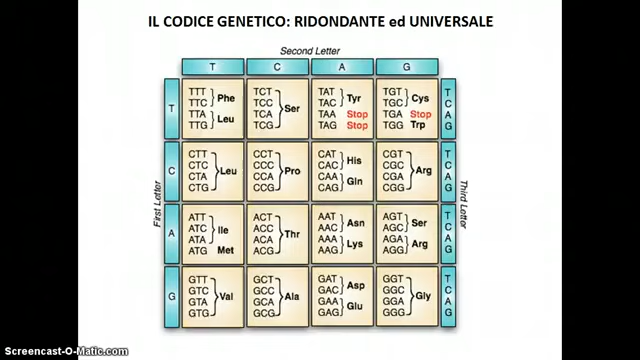 IL CODICE GENETICO: RIDONDANTE ed UNIVERSALE
Second Letter
T C A G
First Letter
Third Letter
T
TTT TTC Phe
TTA TTG Leu
TCT TCC TCA TCG Ser
TAT TAC Tyr
TAA Stop
TAG Stop
TGT TGC Cys
TGA Stop
TGG Trp
T C A G
C
CTT CTC CTA CTG Leu
CCT CCC CCA CCG Pro
CAT CAC His
CAA CAG Gln
CGT CGC CGA CGG Arg
T C A G
A
ATT ATC ATA Ile
ATG Met
ACT ACC ACA ACG Thr
AAT AAC Asn
AAA AAG Lys
AGT AGC Ser
AGA AGG Arg
T C A G
G
GTT GTC GTA GTG Val
GCT GCC GCA GCG Ala
GAT GAC Asp
GAA GAG Glu
GGT GGC GGA GGG Gly
T C A G
Screencast-O-Matic.com